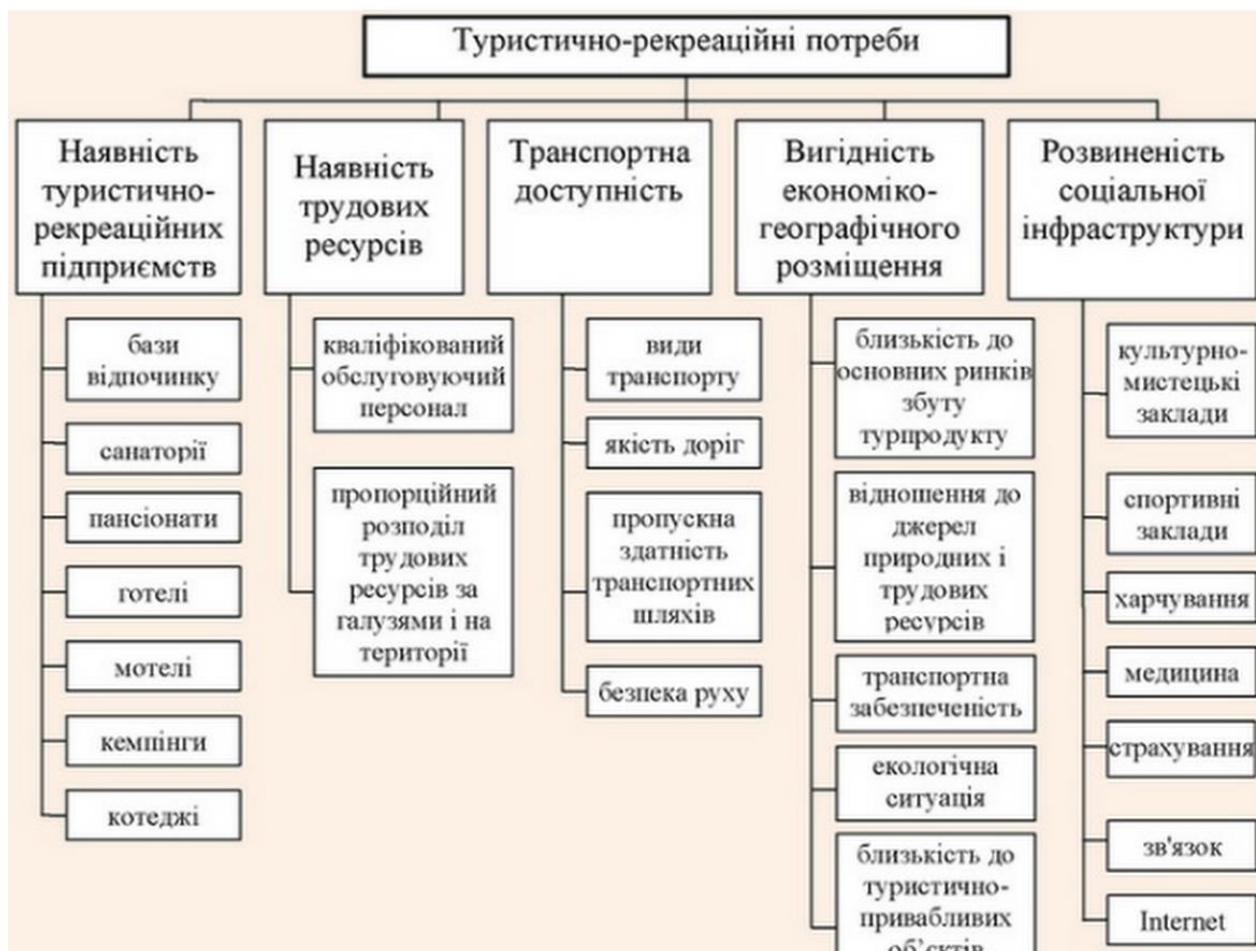 Туристично-рекреаційні потреби
Наявність
туристично-
рекреаційних
підприємств
бази
відпочинку
санаторії
пансіонати
готелі
мотелі
кемпінги
котеджі
Наявність
трудових
ресурсів
кваліфікований
обслуговуючий
персонал
пропорційний
розподіл
трудових
ресурсів за
галузями і на
території
Транспортна
доступність
види
транспорту
якість доріг
пропускна
здатність
транспортних
шляхів
безпека руху
Вигідність
економіко-
географічного
розміщення
близькість до
основних ринків
збуту
турпродукту
відношення до
джерел
природних і
трудових
ресурсів
транспортна
забезпеченість
екологічна
ситуація
близькість до
туристично-
привабливих
об'єктів
Розвиненість
соціальної
інфраструктури
культурно-
мистецькі
заклади
спортивні
заклади
харчування
медицина
страхування
зв'язок
Internet